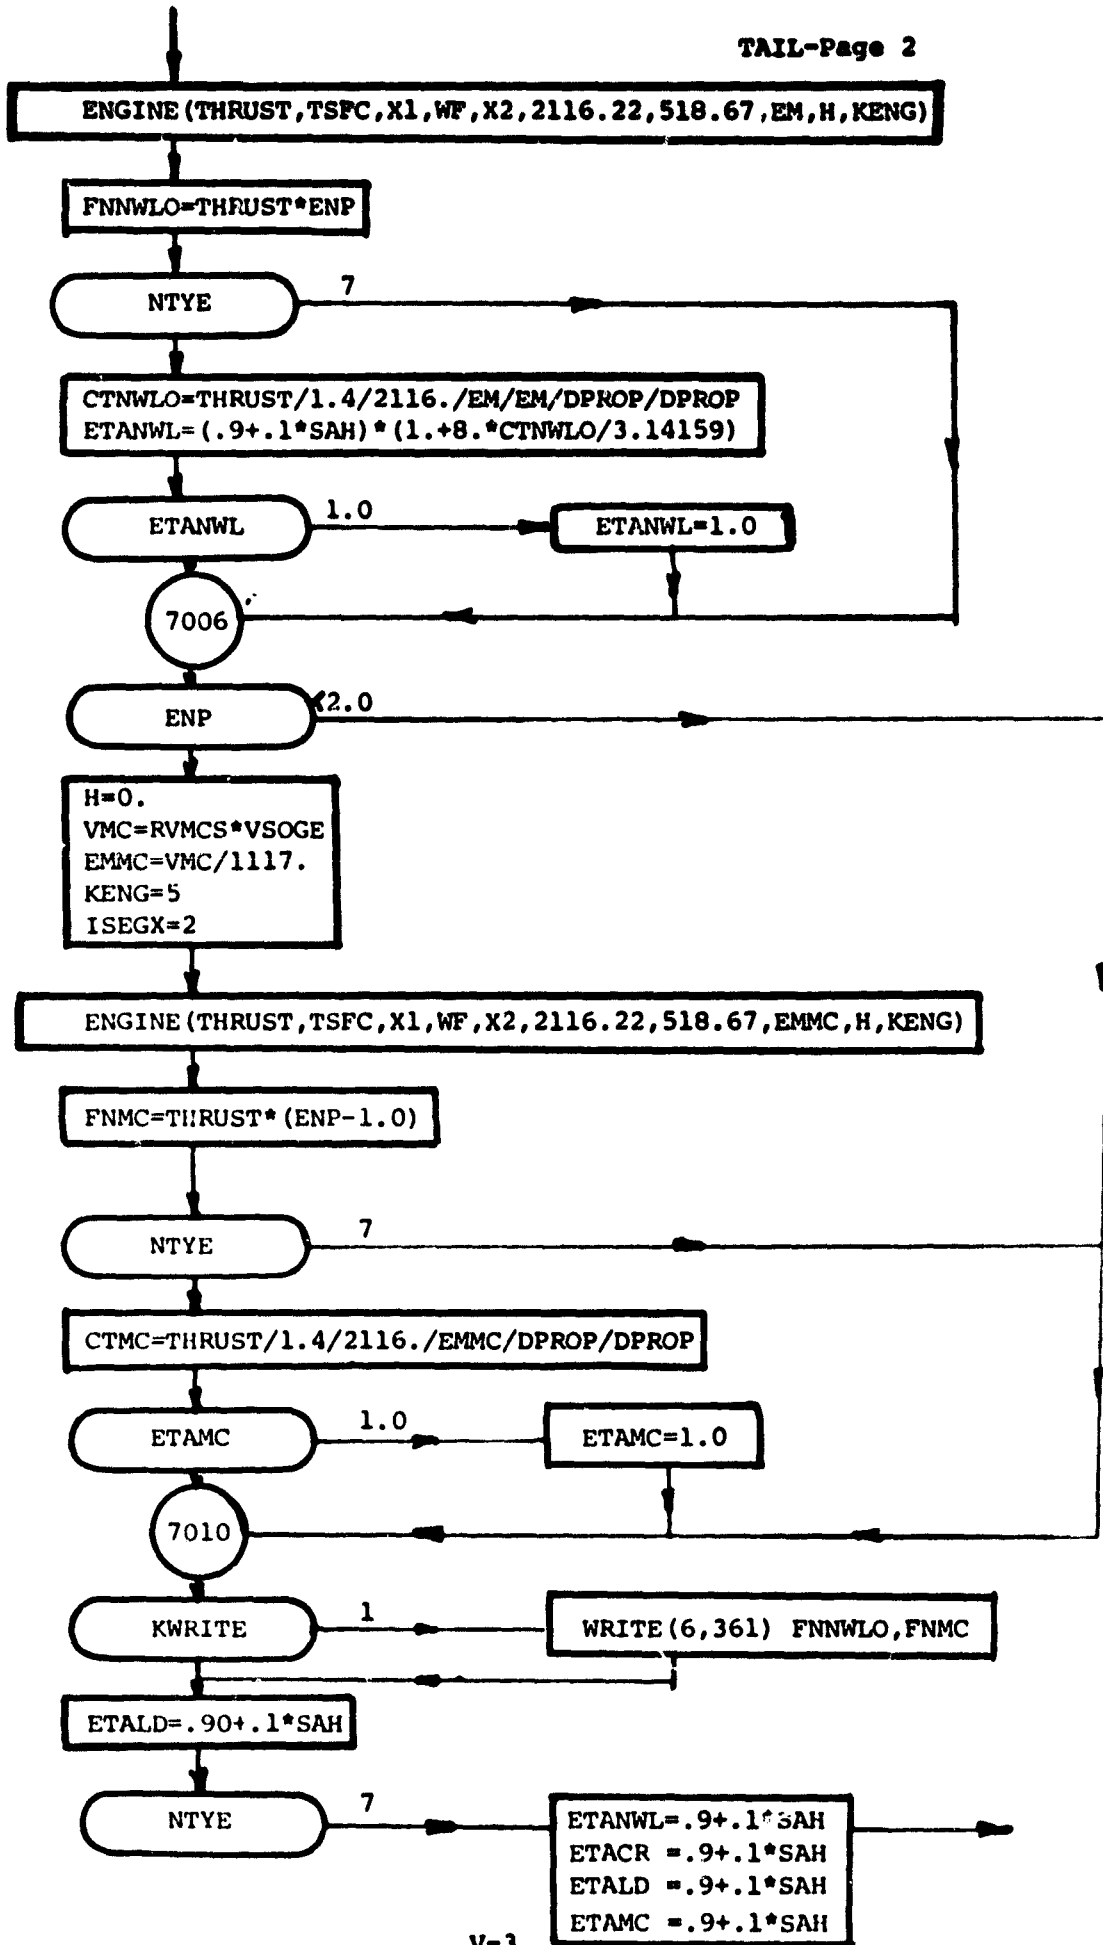 TAIL-Page 2
ENGINE(THRUST,TSFC,X1,WF,X2,2116.22,518.67,EM,H,KENG)
FNNWLO=THRUST*ENP
NTYE
7
CTNWLO=THRUST/1.4/2116./EM/EM/DPROP/DPROP
ETANWL=(.9+.1*SAH)*(1.+8.*CTNWLO/3.14159)
ETANWL
1.0
ETANWL=1.0
7006
ENP
<2.0
H=0.
VMC=RVMCS*VSOGE
EMMC=VMC/1117.
KENG=5
ISEGX=2
ENGINE(THRUST,TSFC,X1,WF,X2,2116.22,518.67,EMMC,H,KENG)
FNMC=THRUST*(ENP-1.0)
NTYE
7
CTMC=THRUST/1.4/2116./EMMC/DPROP/DPROP
ETAMC
1.0
ETAMC=1.0
7010
KWRITE
1
WRITE(6,361) FNNWLO,FNMC
ETALD=.90+.1*SAH
NTYE
7
ETANWL=.9+.1*SAH
ETACR =.9+.1*SAH
ETALD =.9+.1*SAH
ETAMC =.9+.1*SAH
V-3